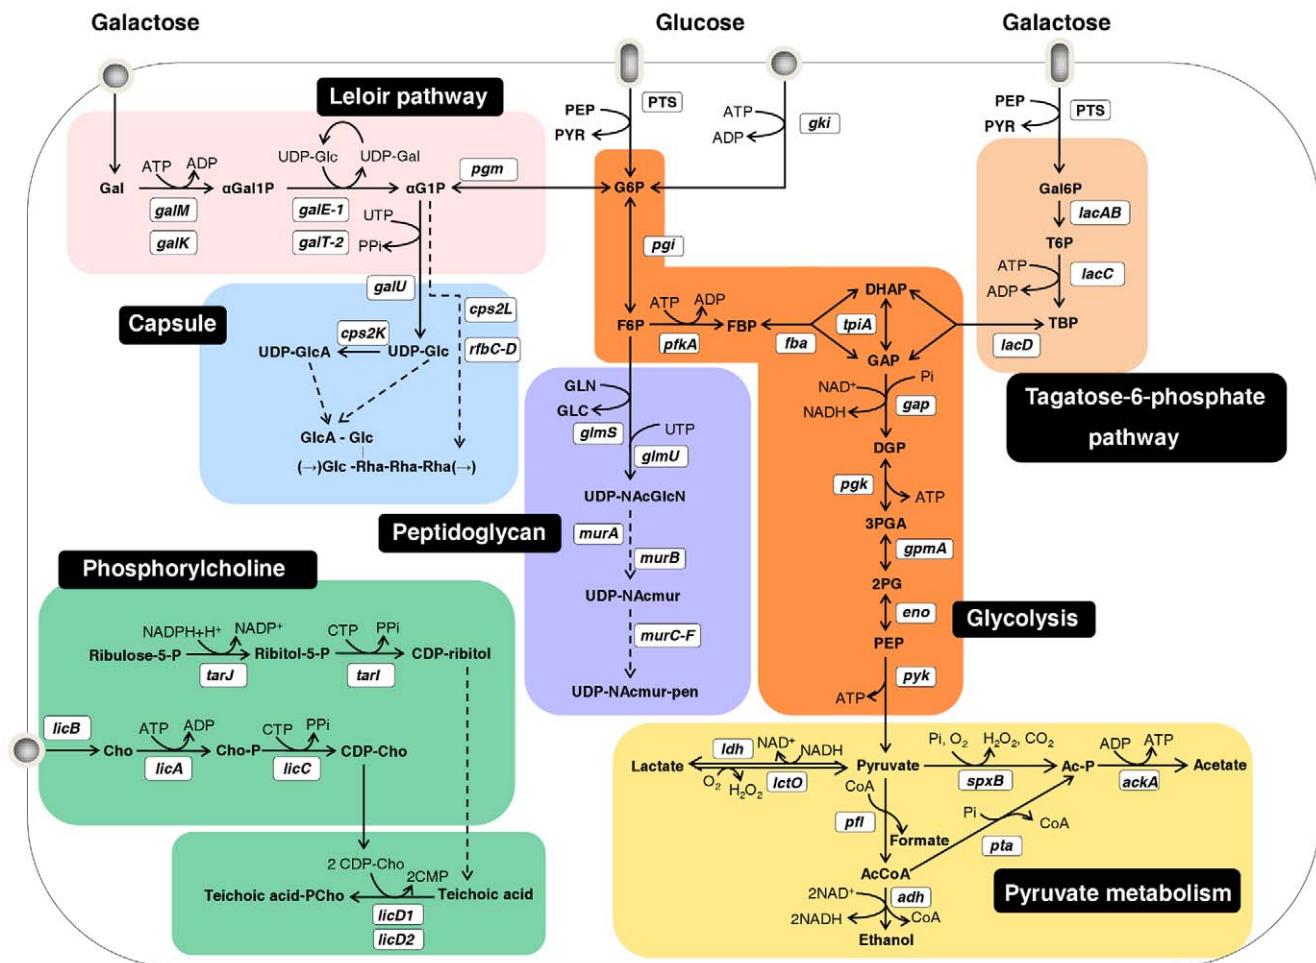 Galactose
Glucose
Galactose
Leloir pathway
PEP
PTS
PYR
ATP
ADP
gki
PEP
PTS
PYR
UDP-Glc
UDP-Gal
ATP
ADP
Gal
αGal1P
αG1P
pgm
G6P
galM
galE-1
galK
galT-2
UTP
PPi
galU
pgi
Gal6P
lacAB
T6P
ATP
lacC
ADP
TBP
lacD
Tagatose-6-phosphate
pathway
Capsule
cps2L
cps2K
UDP-GlcA
UDP-Glc
rfbC-D
GlcA - Glc
(→)Glc -Rha-Rha-Rha(→)
F6P
ATP
ADP
FBP
pfkA
fba
DHAP
tpiA
GAP
NAD⁺
Pi
NADH
gap
DGP
pgk
ATP
3PGA
gpmA
2PG
eno
PEP
pyk
ATP
Glycolysis
GLN
GLC
glmS
UTP
glmU
UDP-NAcGlcN
Peptidoglycan
murA
murB
UDP-NAcmur
murC-F
UDP-NAcmur-pen
Phosphorylcholine
NADPH+H⁺
NADP⁺
CTP
PPi
Ribulose-5-P
Ribitol-5-P
CDP-ribitol
tarJ
tarI
licB
ATP
ADP
CTP
PPi
Cho
Cho-P
CDP-Cho
licA
licC
2 CDP-Cho
2CMP
Teichoic acid-PCho
Teichoic acid
licD1
licD2
ldh
NAD⁺
NADH
Lactate
Pyruvate
O₂
H₂O₂
lctO
Pi, O₂
H₂O₂, CO₂
spxB
Ac-P
ADP
ATP
ackA
Acetate
CoA
pfl
Formate
Pi
CoA
pta
AcCoA
2NAD⁺
adh
2NADH
CoA
Ethanol
Pyruvate metabolism